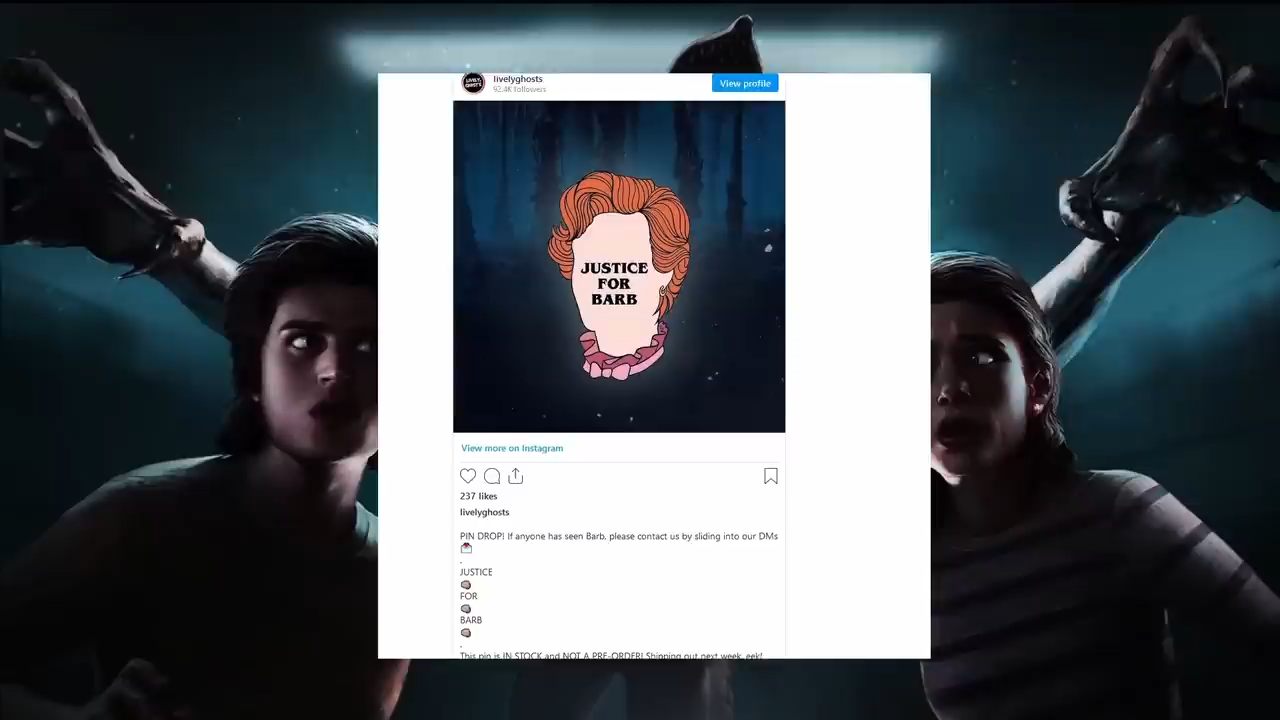 livelyghosts
92.4K followers
View profile
LIVELY
GHOSTS
JUSTICE
FOR
BARB
View more on Instagram
237 likes
livelyghosts
PIN DROP! If anyone has seen Barb, please contact us by sliding into our DMs
.
JUSTICE
FOR
BARB
.
This pin is IN STOCK and NOT A PRE-ORDER! Shipping out next week, eek!